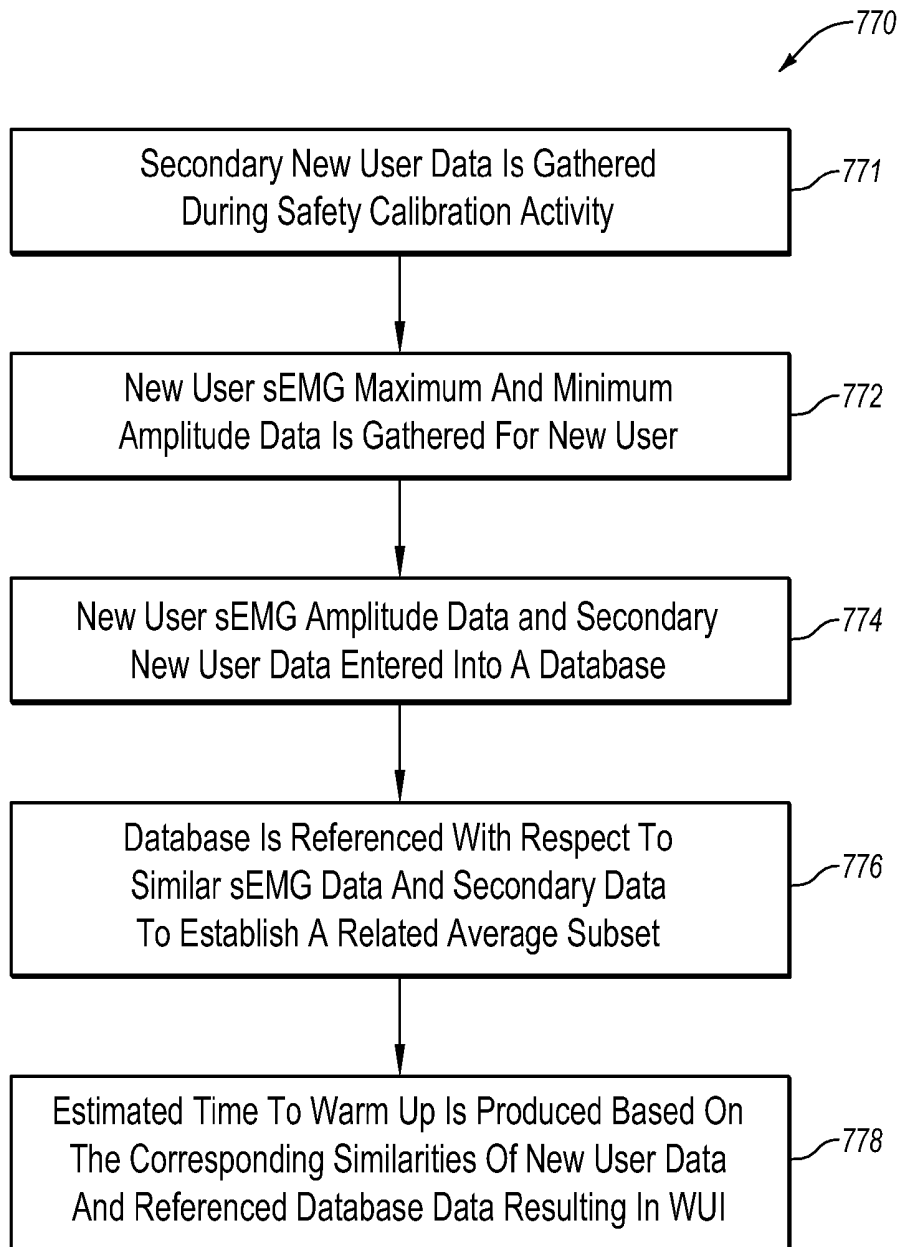 770
Secondary New User Data Is Gathered
During Safety Calibration Activity
771
New User sEMG Maximum And Minimum
Amplitude Data Is Gathered For New User
772
New User sEMG Amplitude Data and Secondary
New User Data Entered Into A Database
774
Database Is Referenced With Respect To
Similar sEMG Data And Secondary Data
To Establish A Related Average Subset
776
Estimated Time To Warm Up Is Produced Based On
The Corresponding Similarities Of New User Data
And Referenced Database Data Resulting In WUI
778